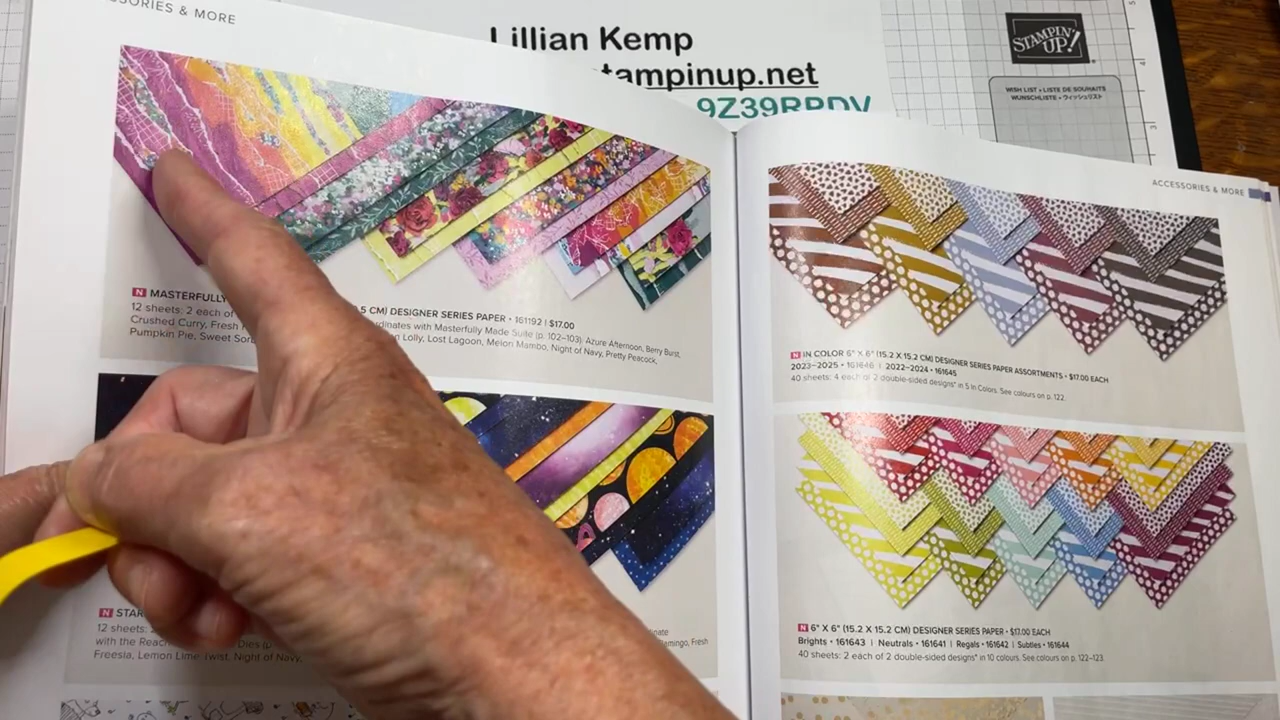 ACCESSORIES & MORE
Lillian Kemp
stampinup.net
9Z39RPDV
STAMPIN' UP!
WISH LIST • LISTE DE SOUHAITS
WUNSCHLISTE • ウィッシュリスト
N MASTERFULLY 5 CM) DESIGNER SERIES PAPER • 161192 | $17.00
12 sheets: 2 each of Coordinates with Masterfully Made Suite (p. 102–103). Azure Afternoon, Berry Burst,
Crushed Curry, Fresh Lolly, Lost Lagoon, Melon Mambo, Night of Navy, Pretty Peacock,
Pumpkin Pie, Sweet
N STAR
12 sheets:
with the Dies
Flamingo, Fresh
Freesia, Lemon Lime Twist, Night of Navy,
ACCESSORIES & MORE
N IN COLOR 6" X 6" (15.2 X 15.2 CM) DESIGNER SERIES PAPER ASSORTMENTS • $17.00 EACH
2023–2025 • 161646 | 2022–2024 • 161645
40 sheets: 4 each of 2 double-sided designs* in 5 In Colors. See colours on p. 122.
N 6" X 6" (15.2 X 15.2 CM) DESIGNER SERIES PAPER • $17.00 EACH
Brights • 161643 | Neutrals • 161641 | Regals • 161642 | Subtles • 161644
40 sheets: 2 each of 2 double-sided designs* in 10 colours. See colours on p. 122–123.